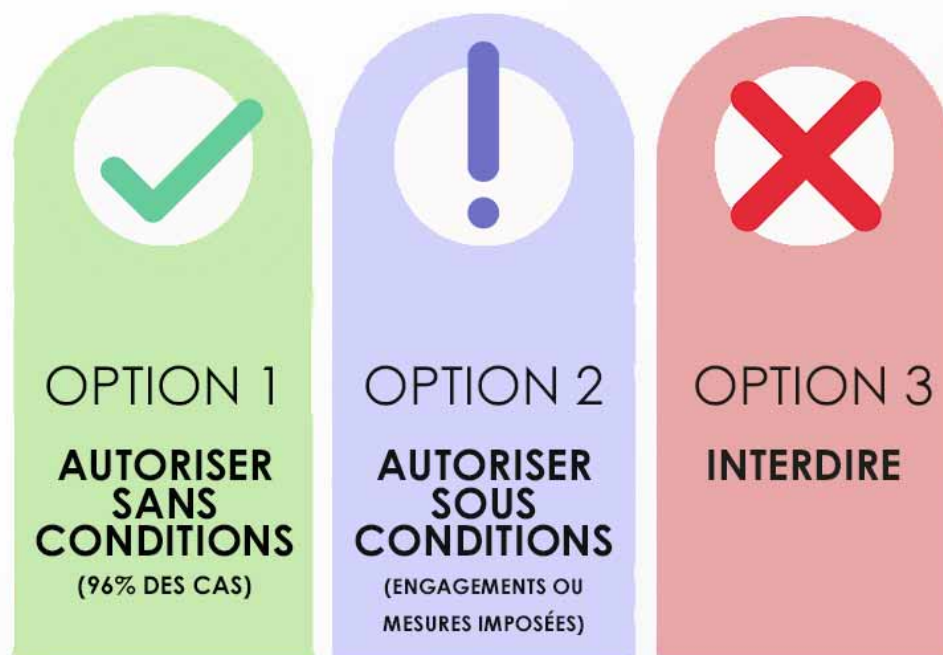 OPTION 1
AUTORISER
SANS
CONDITIONS
(96% DES CAS)
OPTION 2
AUTORISER
SOUS
CONDITIONS
(ENGAGEMENTS OU
MESURES IMPOSÉES)
OPTION 3
INTERDIRE